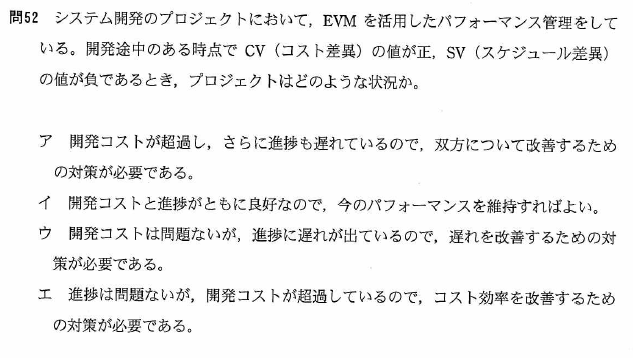 問52 システム開発のプロジェクトにおいて，EVM を活用したパフォーマンス管理をして
いる。開発途中のある時点で CV（コスト差異）の値が正，SV（スケジュール差異）
の値が負であるとき，プロジェクトはどのような状況か。
ア 開発コストが超過し，さらに進捗も遅れているので，双方について改善するため
の対策が必要である。
イ 開発コストと進捗がともに良好なので，今のパフォーマンスを維持すればよい。
ウ 開発コストは問題ないが，進捗に遅れが出ているので，遅れを改善するための対
策が必要である。
エ 進捗は問題ないが，開発コストが超過しているので，コスト効率を改善するため
の対策が必要である。